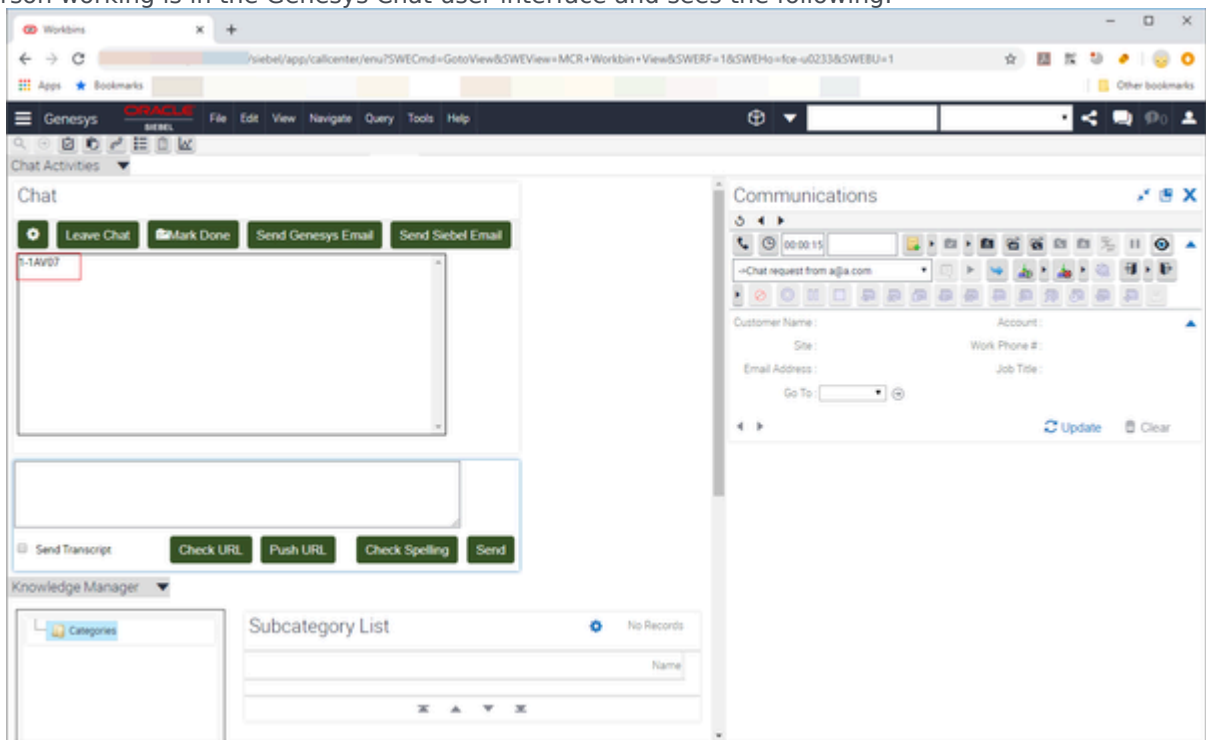 rson working is in the Genesys Chat user interface and sees the following:
Workbins
/siebel/app/callcenter/enu?SWECmd=GotoView&SWEView=MCR+Workbin+View&SWERF=1&SWEHo=fce-u0233&SWEBU=1
Apps Bookmarks Other bookmarks
Genesys ORACLE SIEBEL File Edit View Navigate Query Tools Help 0
Chat Activities
Chat
Leave Chat Mark Done Send Genesys Email Send Siebel Email
1-1AV07
Send Transcript Check URL Push URL Check Spelling Send
Knowledge Manager
Categories
Subcategory List No Records
Name
Communications
00:00:15
->Chat request from a@a.com
Customer Name : Account :
Site : Work Phone # :
Email Address : Job Title :
Go To :
Update Clear